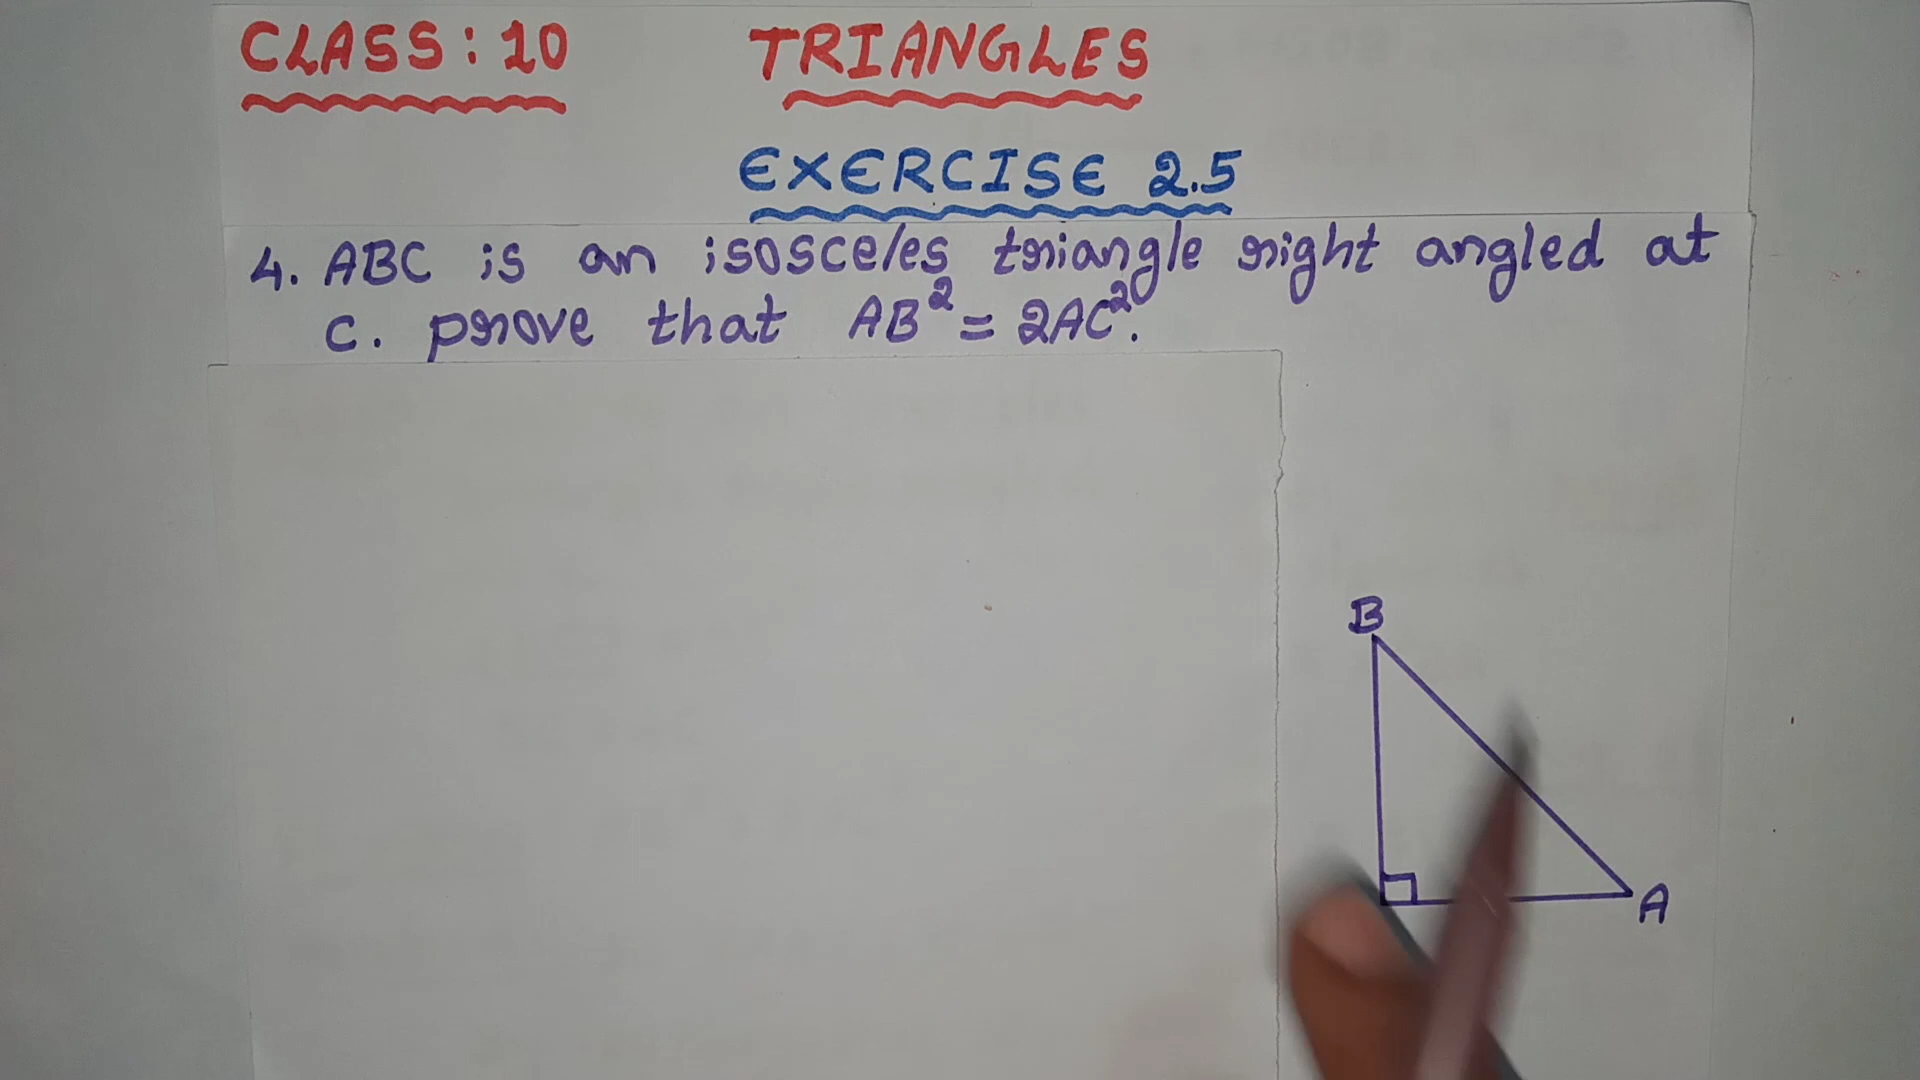 CLASS: 10 TRIANGLES
EXERCISE 2.5
4. ABC is an isosceles triangle right angled at
C. prove that AB² = 2AC².
B
A